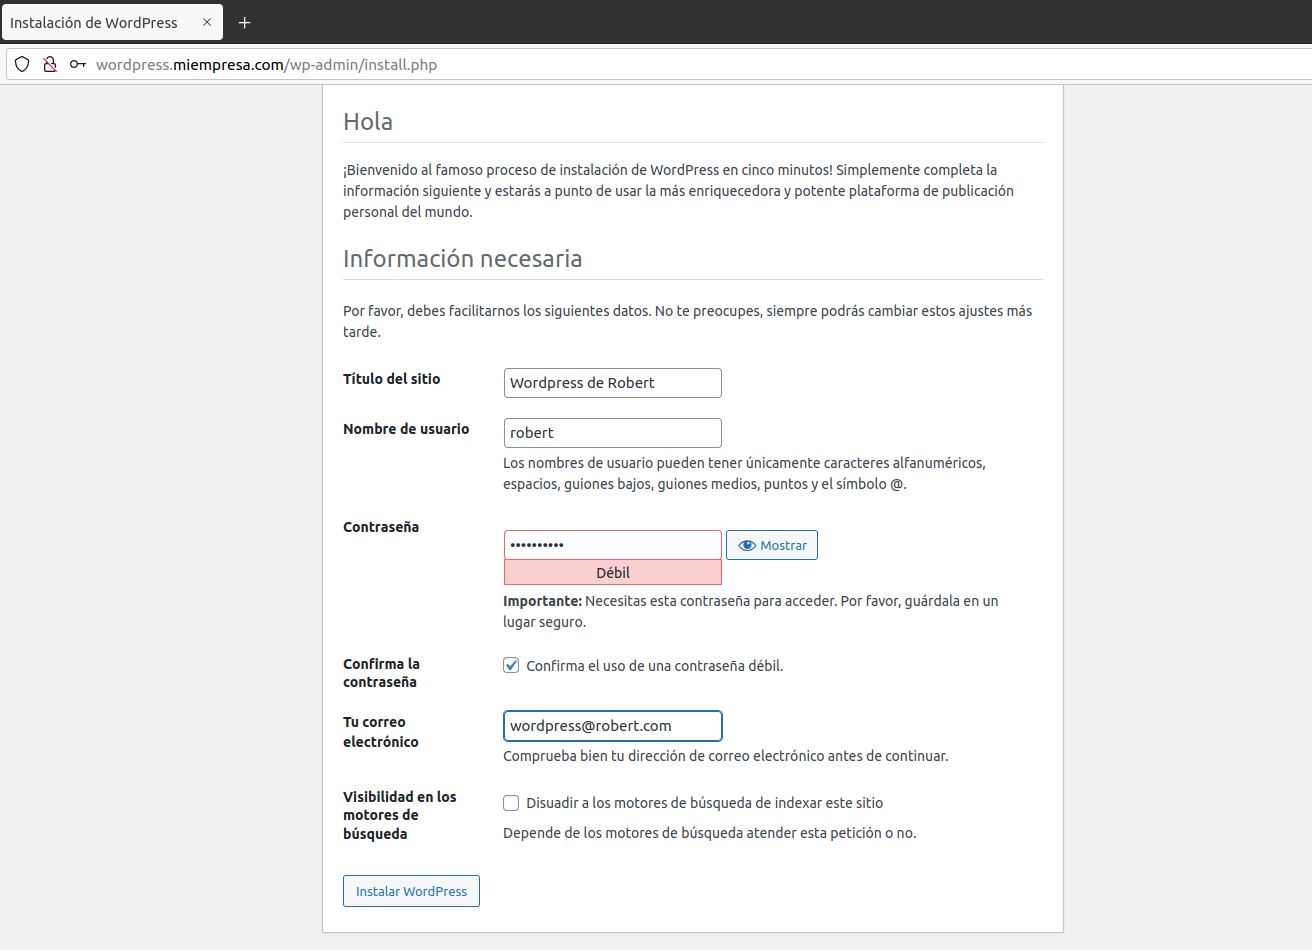 Instalación de WordPress
wordpress.miempresa.com/wp-admin/install.php
Hola
¡Bienvenido al famoso proceso de instalación de WordPress en cinco minutos! Simplemente completa la
información siguiente y estarás a punto de usar la más enriquecedora y potente plataforma de publicación
personal del mundo.
Información necesaria
Por favor, debes facilitarnos los siguientes datos. No te preocupes, siempre podrás cambiar estos ajustes más
tarde.
Título del sitio
Wordpress de Robert
Nombre de usuario
robert
Los nombres de usuario pueden tener únicamente caracteres alfanuméricos,
espacios, guiones bajos, guiones medios, puntos y el símbolo @.
Contraseña
••••••••••
Mostrar
Débil
Importante: Necesitas esta contraseña para acceder. Por favor, guárdala en un
lugar seguro.
Confirma la
contraseña
Confirma el uso de una contraseña débil.
Tu correo
electrónico
wordpress@robert.com
Comprueba bien tu dirección de correo electrónico antes de continuar.
Visibilidad en los
motores de
búsqueda
Disuadir a los motores de búsqueda de indexar este sitio
Depende de los motores de búsqueda atender esta petición o no.
Instalar WordPress